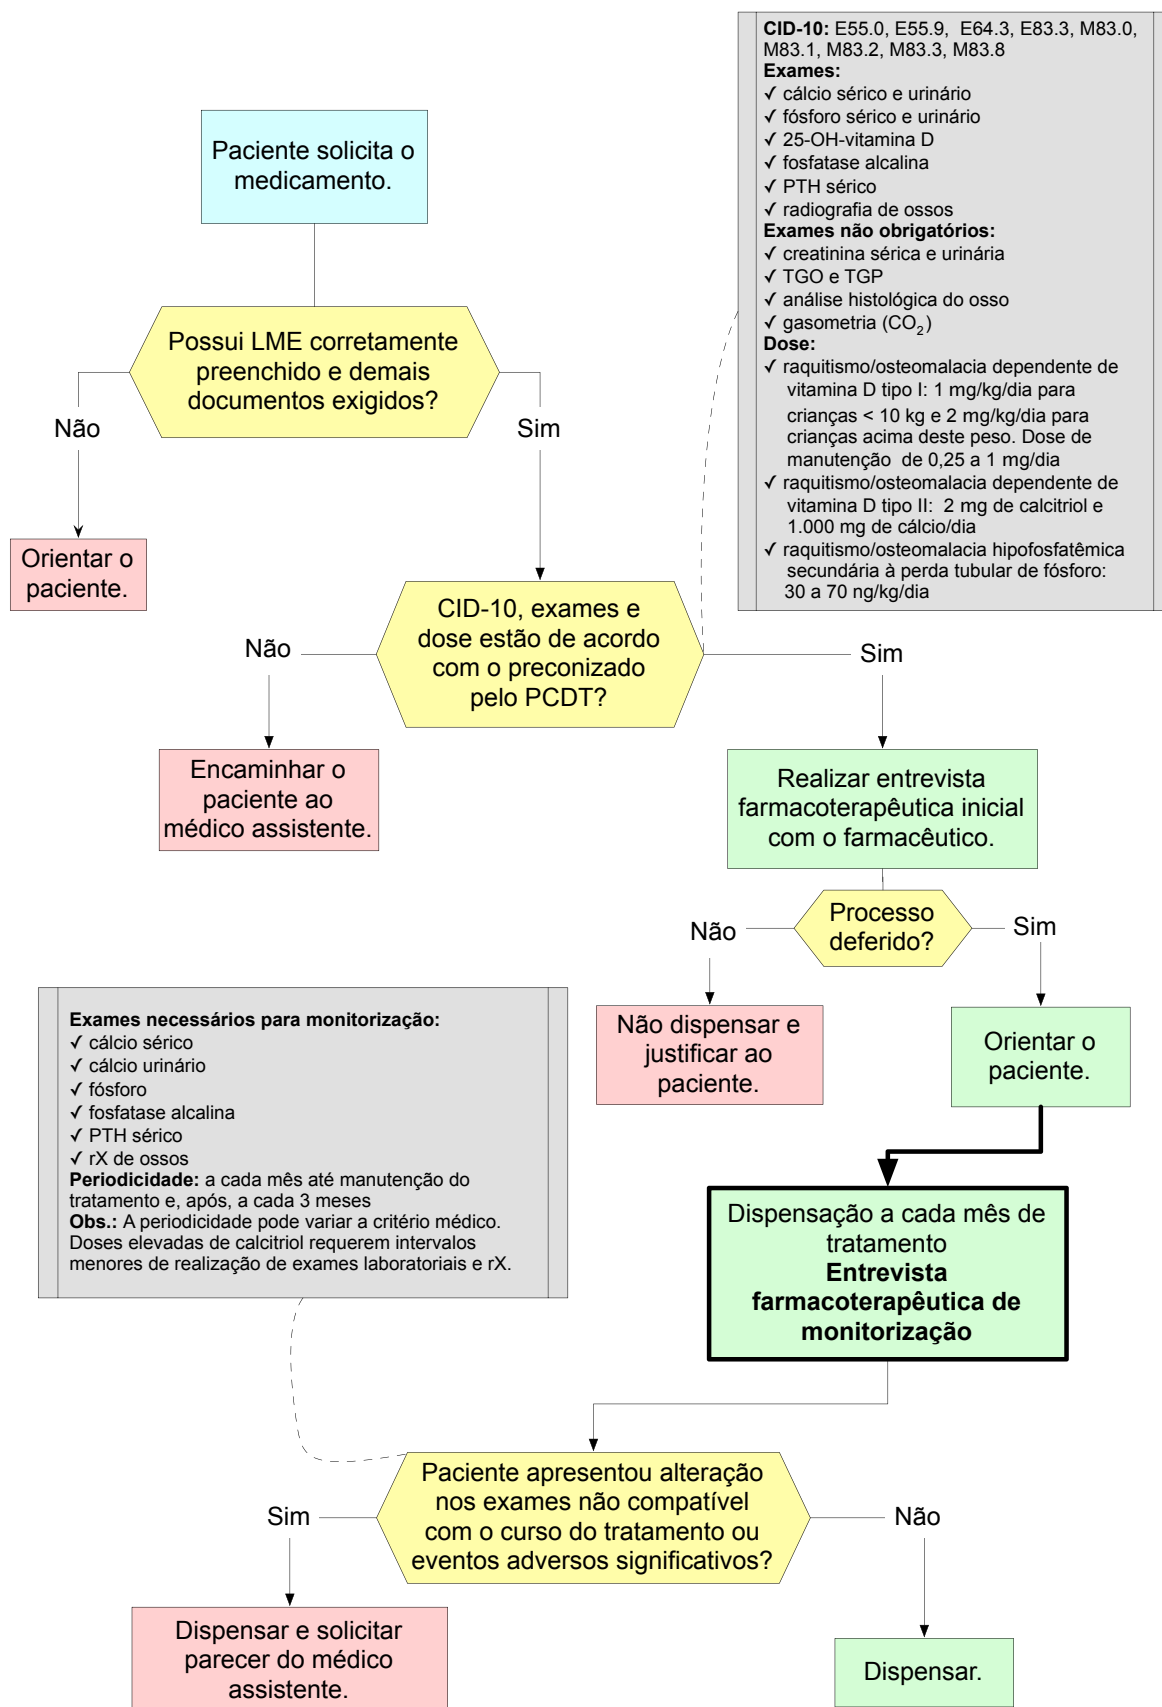 CID-10: E55.0, E55.9, E64.3, E83.3, M83.0,
M83.1, M83.2, M83.3, M83.8
Exames:
✓ cálcio sérico e urinário
✓ fósforo sérico e urinário
✓ 25-OH-vitamina D
✓ fosfatase alcalina
✓ PTH sérico
✓ radiografia de ossos
Exames não obrigatórios:
✓ creatinina sérica e urinária
✓ TGO e TGP
✓ análise histológica do osso
✓ gasometria (CO₂)
Dose:
✓ raquitismo/osteomalacia dependente de
vitamina D tipo I: 1 mg/kg/dia para
crianças < 10 kg e 2 mg/kg/dia para
crianças acima deste peso. Dose de
manutenção de 0,25 a 1 mg/dia
✓ raquitismo/osteomalacia dependente de
vitamina D tipo II: 2 mg de calcitriol e
1.000 mg de cálcio/dia
✓ raquitismo/osteomalacia hipofosfatêmica
secundária à perda tubular de fósforo:
30 a 70 ng/kg/dia
Paciente solicita o
medicamento.
Possui LME corretamente
preenchido e demais
documentos exigidos?
Não
Sim
Orientar o
paciente.
CID-10, exames e
dose estão de acordo
com o preconizado
pelo PCDT?
Não
Sim
Encaminhar o
paciente ao
médico assistente.
Realizar entrevista
farmacoterapêutica inicial
com o farmacêutico.
Processo
deferido?
Não
Sim
Não dispensar e
justificar ao
paciente.
Orientar o
paciente.
Exames necessários para monitorização:
✓ cálcio sérico
✓ cálcio urinário
✓ fósforo
✓ fosfatase alcalina
✓ PTH sérico
✓ rX de ossos
Periodicidade: a cada mês até manutenção do
tratamento e, após, a cada 3 meses
Obs.: A periodicidade pode variar a critério médico.
Doses elevadas de calcitriol requerem intervalos
menores de realização de exames laboratoriais e rX.
Dispensação a cada mês de
tratamento
Entrevista
farmacoterapêutica de
monitorização
Paciente apresentou alteração
nos exames não compatível
com o curso do tratamento ou
eventos adversos significativos?
Sim
Não
Dispensar e solicitar
parecer do médico
assistente.
Dispensar.